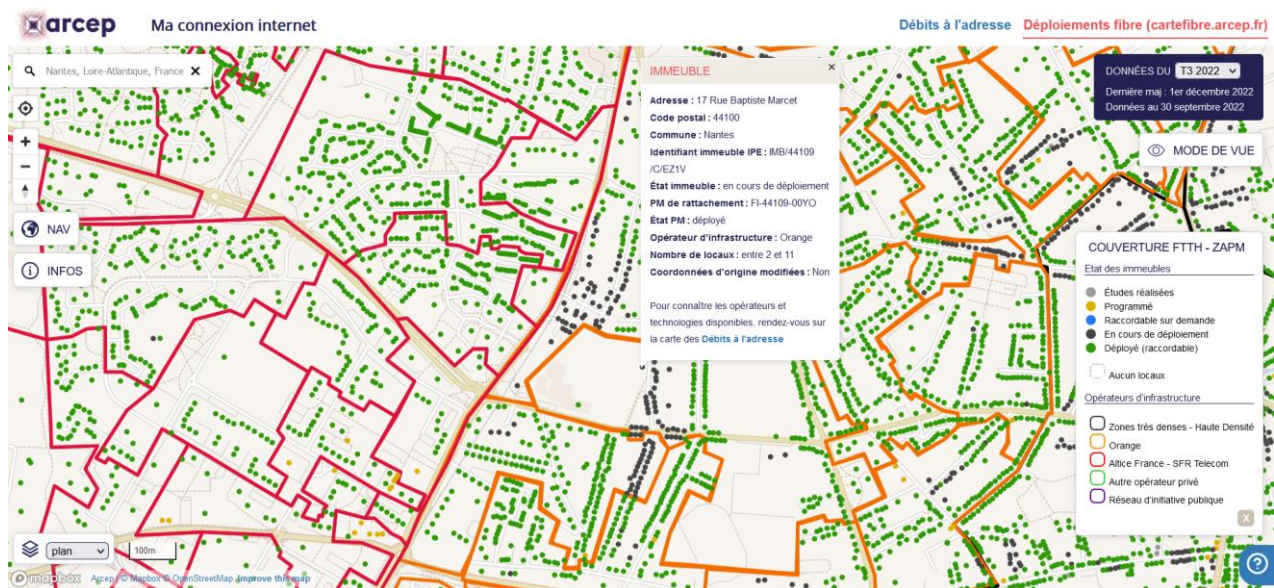 arcep
Ma connexion internet
Débits à l'adresse
Déploiements fibre (cartefibre.arcep.fr)
Nantes, Loire-Atlantique, France
NAV
INFOS
IMMEUBLE
Adresse : 17 Rue Baptiste Marcet
Code postal : 44100
Commune : Nantes
Identifiant immeuble IPE : IMB/44109
/C/EZ1V
État immeuble : en cours de déploiement
PM de rattachement : FI-44109-00YO
État PM : déployé
Opérateur d'infrastructure : Orange
Nombre de locaux : entre 2 et 11
Coordonnées d'origine modifiées : Non
Pour connaître les opérateurs et
technologies disponibles, rendez-vous sur
la carte des Débits à l'adresse
DONNÉES DU T3 2022
Dernière maj : 1er décembre 2022
Données au 30 septembre 2022
MODE DE VUE
COUVERTURE FTTH - ZAPM
Etat des immeubles
Études réalisées
Programmé
Raccordable sur demande
En cours de déploiement
Déployé (raccordable)
Aucun locaux
Opérateurs d'infrastructure
Zones très denses - Haute Densité
Orange
Altice France - SFR Telecom
Autre opérateur privé
Réseau d'initiative publique
X
plan
100m
mapbox
Arcep © Mapbox © OpenStreetMap Improve this map